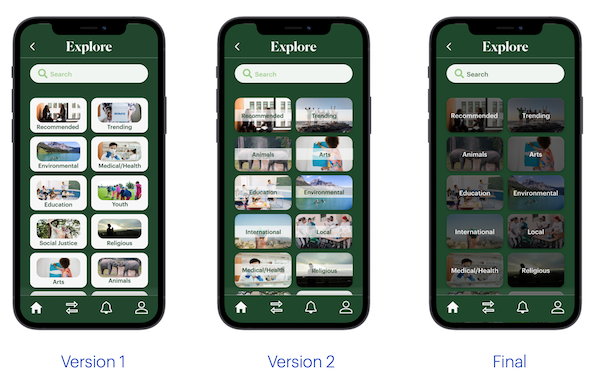 Explore
Search
Recommended Trending
Environmental Medical/Health
Education Youth
Social Justice Religious
Arts Animals
Explore
Search
Recommended Trending
Animals Arts
Education Environmental
International Local
Medical/Health Religious
Explore
Search
Recommended Trending
Animals Arts
Education Environmental
International Local
Medical/Health Religious
Version 1 Version 2 Final